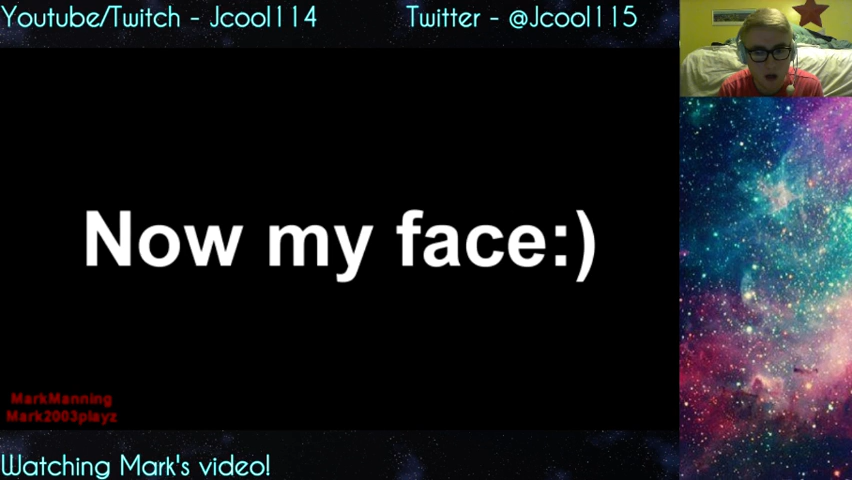 Youtube/Twitch - Jcool114
Twitter - @Jcool115
Now my face:)
MarkManning
Mark2003playz
Watching Mark's video!